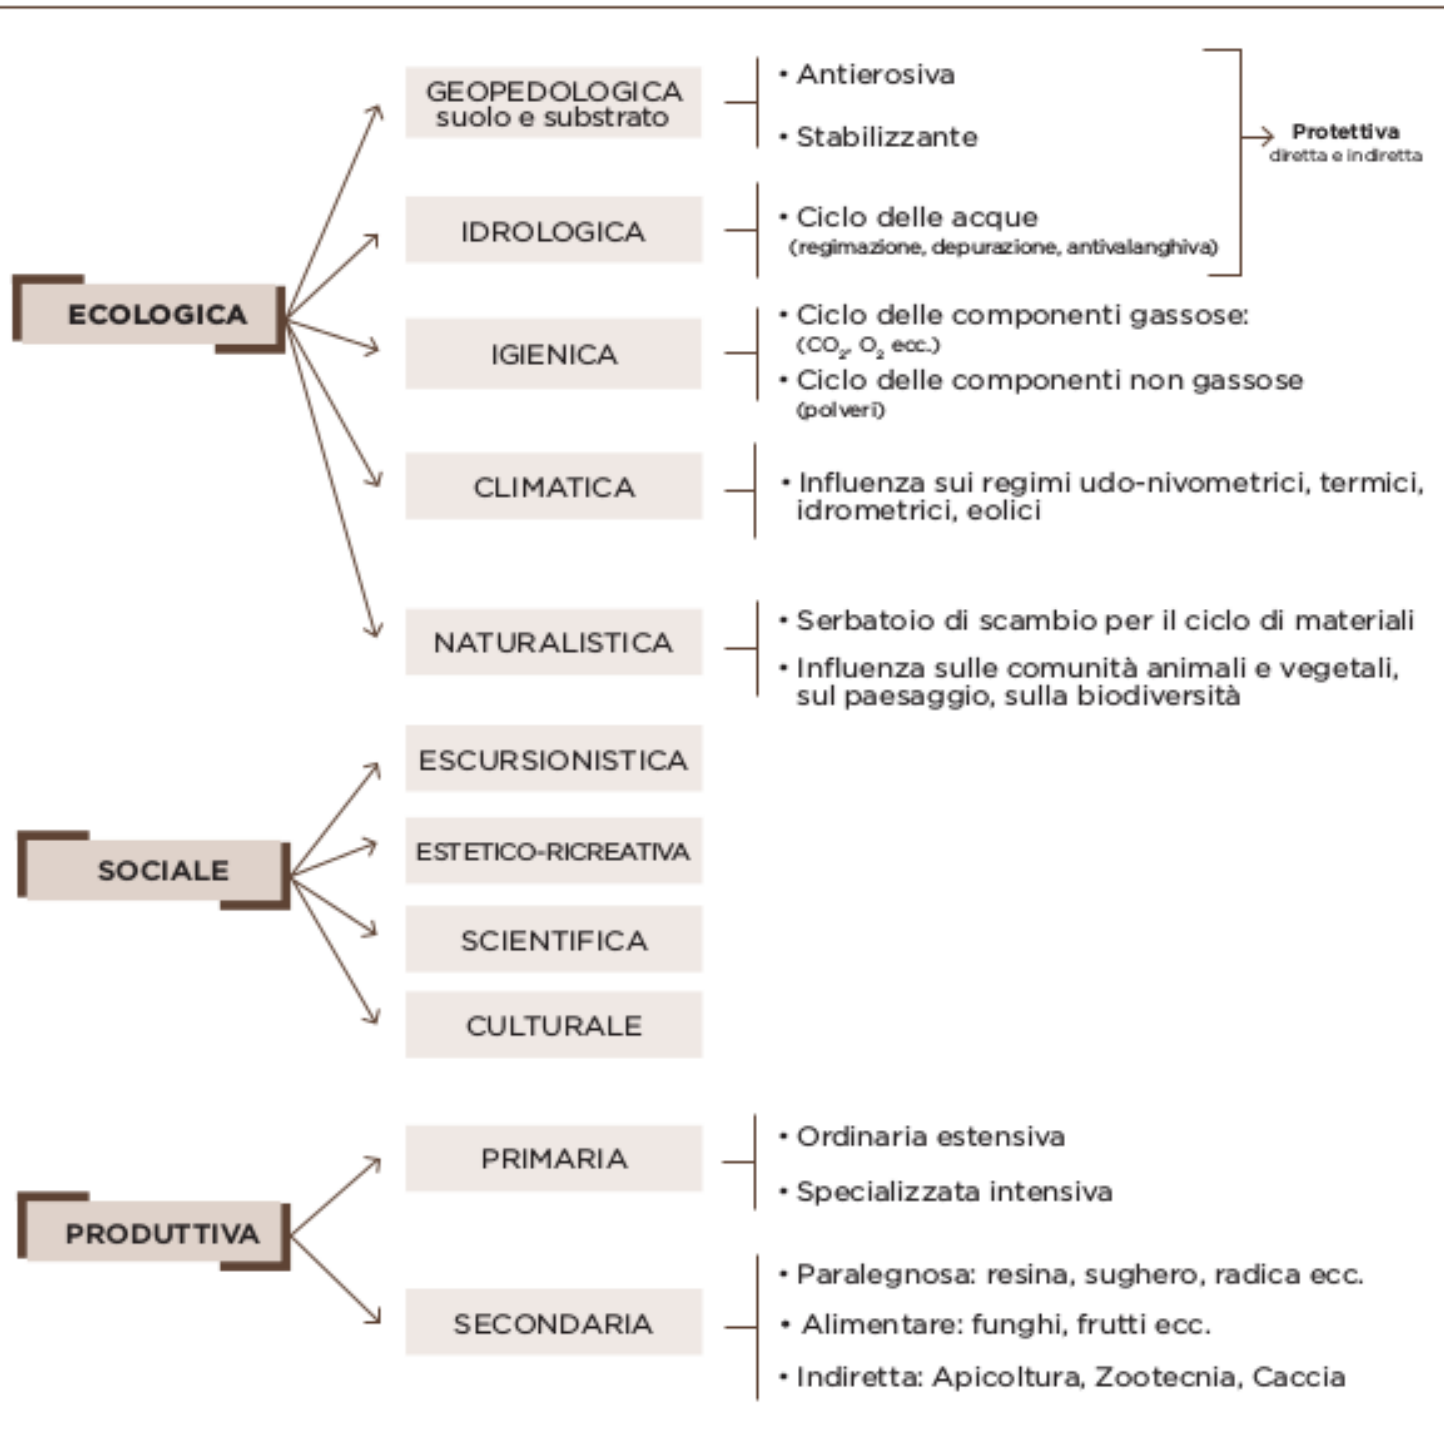 ECOLOGICA
GEOPEDOLOGICA
suolo e substrato
• Antierosiva
• Stabilizzante
IDROLOGICA
• Ciclo delle acque
(regimazione, depurazione, antivalanghiva)
Protettiva
diretta e indiretta
IGIENICA
• Ciclo delle componenti gassose:
(CO₂, O₂ ecc.)
• Ciclo delle componenti non gassose
(polveri)
CLIMATICA
• Influenza sui regimi udo-nivometrici, termici,
idrometrici, eolici
NATURALISTICA
• Serbatoio di scambio per il ciclo di materiali
• Influenza sulle comunità animali e vegetali,
sul paesaggio, sulla biodiversità
SOCIALE
ESCURSIONISTICA
ESTETICO-RICREATIVA
SCIENTIFICA
CULTURALE
PRODUTTIVA
PRIMARIA
• Ordinaria estensiva
• Specializzata intensiva
SECONDARIA
• Paralegnosa: resina, sughero, radica ecc.
• Alimentare: funghi, frutti ecc.
• Indiretta: Apicoltura, Zootecnia, Caccia